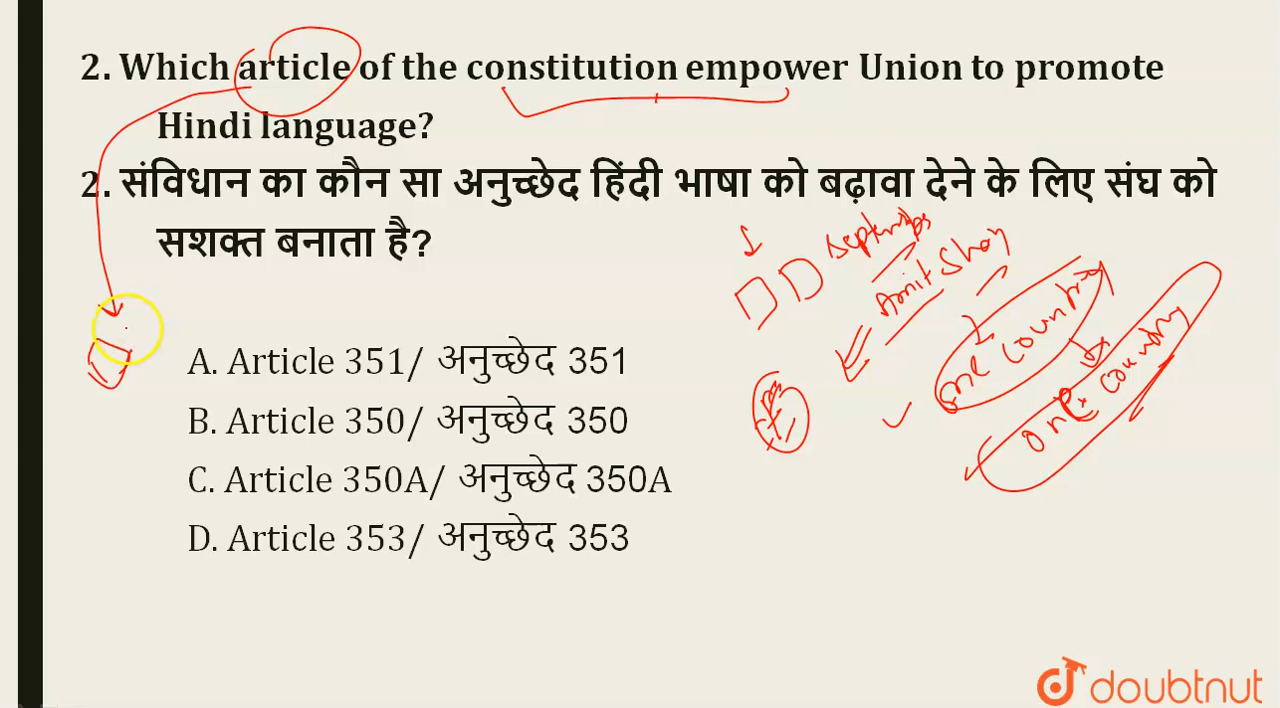 2. Which article of the constitution empower Union to promote
Hindi language?
2. संविधान का कौन सा अनुच्छेद हिंदी भाषा को बढ़ावा देने के लिए संघ को
सशक्त बनाता है?
September
Amit Shah
one country
one country
A. Article 351/ अनुच्छेद 351
B. Article 350/ अनुच्छेद 350
C. Article 350A/ अनुच्छेद 350A
D. Article 353/ अनुच्छेद 353
doubtnut